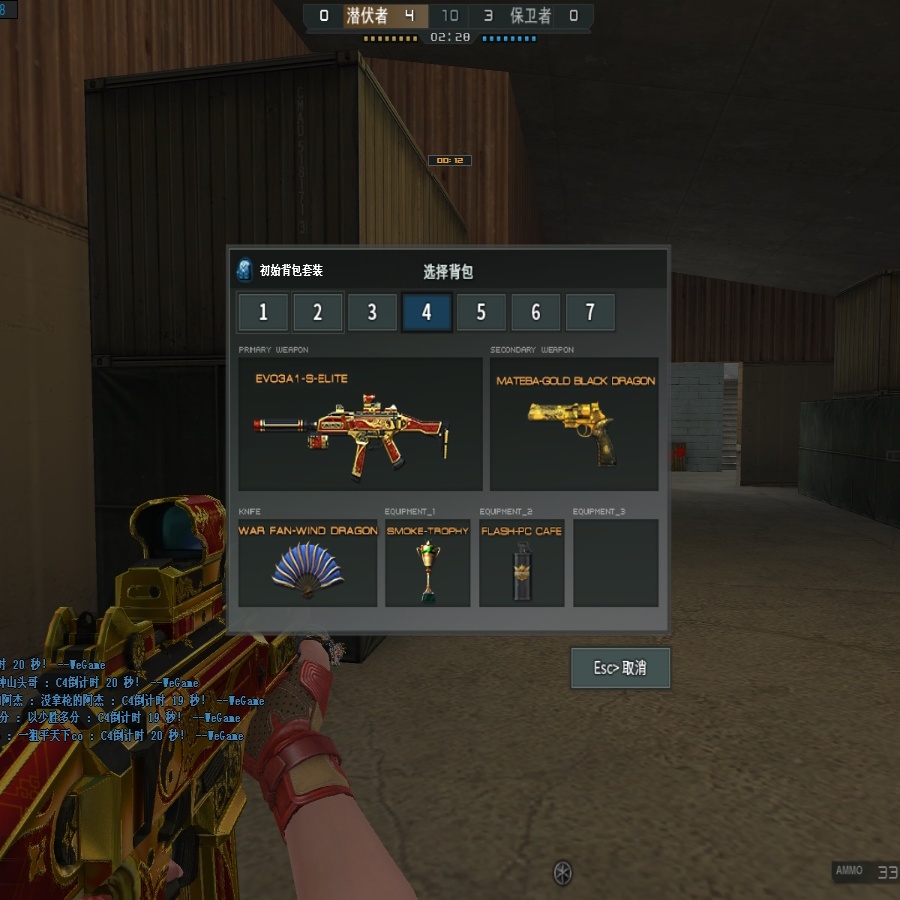 8
0 潜伏者 4 10 3 保卫者 0
02:20
00:12
初始背包套装
选择背包
1 2 3 4 5 6 7
PRIMARY WEAPON
SECONDARY WEAPON
EVO3A1-S-ELITE
MATEBA-GOLD BLACK DRAGON
KNIFE
EQUIPMENT_1
EQUIPMENT_2
EQUIPMENT_3
WAR FAN-WIND DRAGON
SMOKE-TROPHY
FLASH-PC CAFE
Esc>取消
时 20 秒! --WeGame
山头哥 : C4倒计时 20 秒! --WeGame
阿杰 : 没拿枪的阿杰 : C4倒计时 19 秒! --WeGame
分 : 以少胜多分 : C4倒计时 19 秒! --WeGame
: 一狙半天下co : C4倒计时 20 秒! --WeGame
AMMO 33